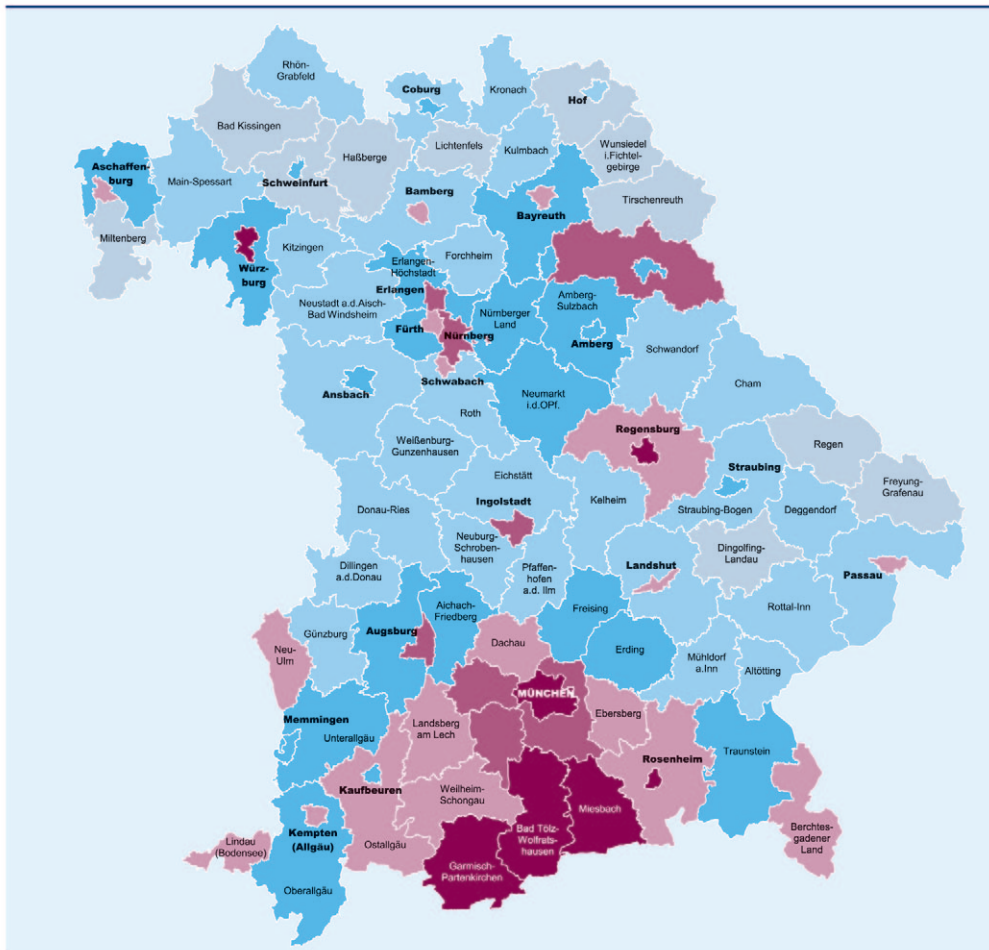 Rhön-
Grabfeld
Coburg
Kronach
Hof
Bad Kissingen
Haßberge
Lichtenfels
Kulmbach
Wunsiedel
i.Fichtel-
gebirge
Aschaffen-
burg
Main-Spessart
Schweinfurt
Bamberg
Bayreuth
Tirschenreuth
Miltenberg
Würz-
burg
Kitzingen
Erlangen-
Höchstadt
Forchheim
Erlangen
Neustadt a.d.Aisch-
Bad Windsheim
Fürth
Nürnberg
Nürnberger
Land
Amberg-
Sulzbach
Amberg
Schwandorf
Cham
Ansbach
Schwabach
Roth
Neumarkt
i.d.OPf.
Regensburg
Regen
Weißenburg-
Gunzenhausen
Straubing
Freyung-
Grafenau
Eichstätt
Ingolstadt
Kelheim
Straubing-Bogen
Deggendorf
Donau-Ries
Neuburg-
Schroben-
hausen
Dingolfing-
Landau
Dillingen
a.d.Donau
Pfaffen-
hofen
a.d. Ilm
Landshut
Passau
Aichach-
Friedberg
Freising
Rottal-Inn
Günzburg
Augsburg
Neu-
Ulm
Dachau
Erding
Mühldorf
a.Inn
Altötting
MÜNCHEN
Memmingen
Unterallgäu
Landsberg
am Lech
Ebersberg
Traunstein
Rosenheim
Kaufbeuren
Weilheim-
Schongau
Miesbach
Bad Tölz-
Wolfrats-
hausen
Kempten
(Allgäu)
Lindau
(Bodensee)
Ostallgäu
Garmisch-
Partenkirchen
Berchtes-
gadener
Land
Oberallgäu